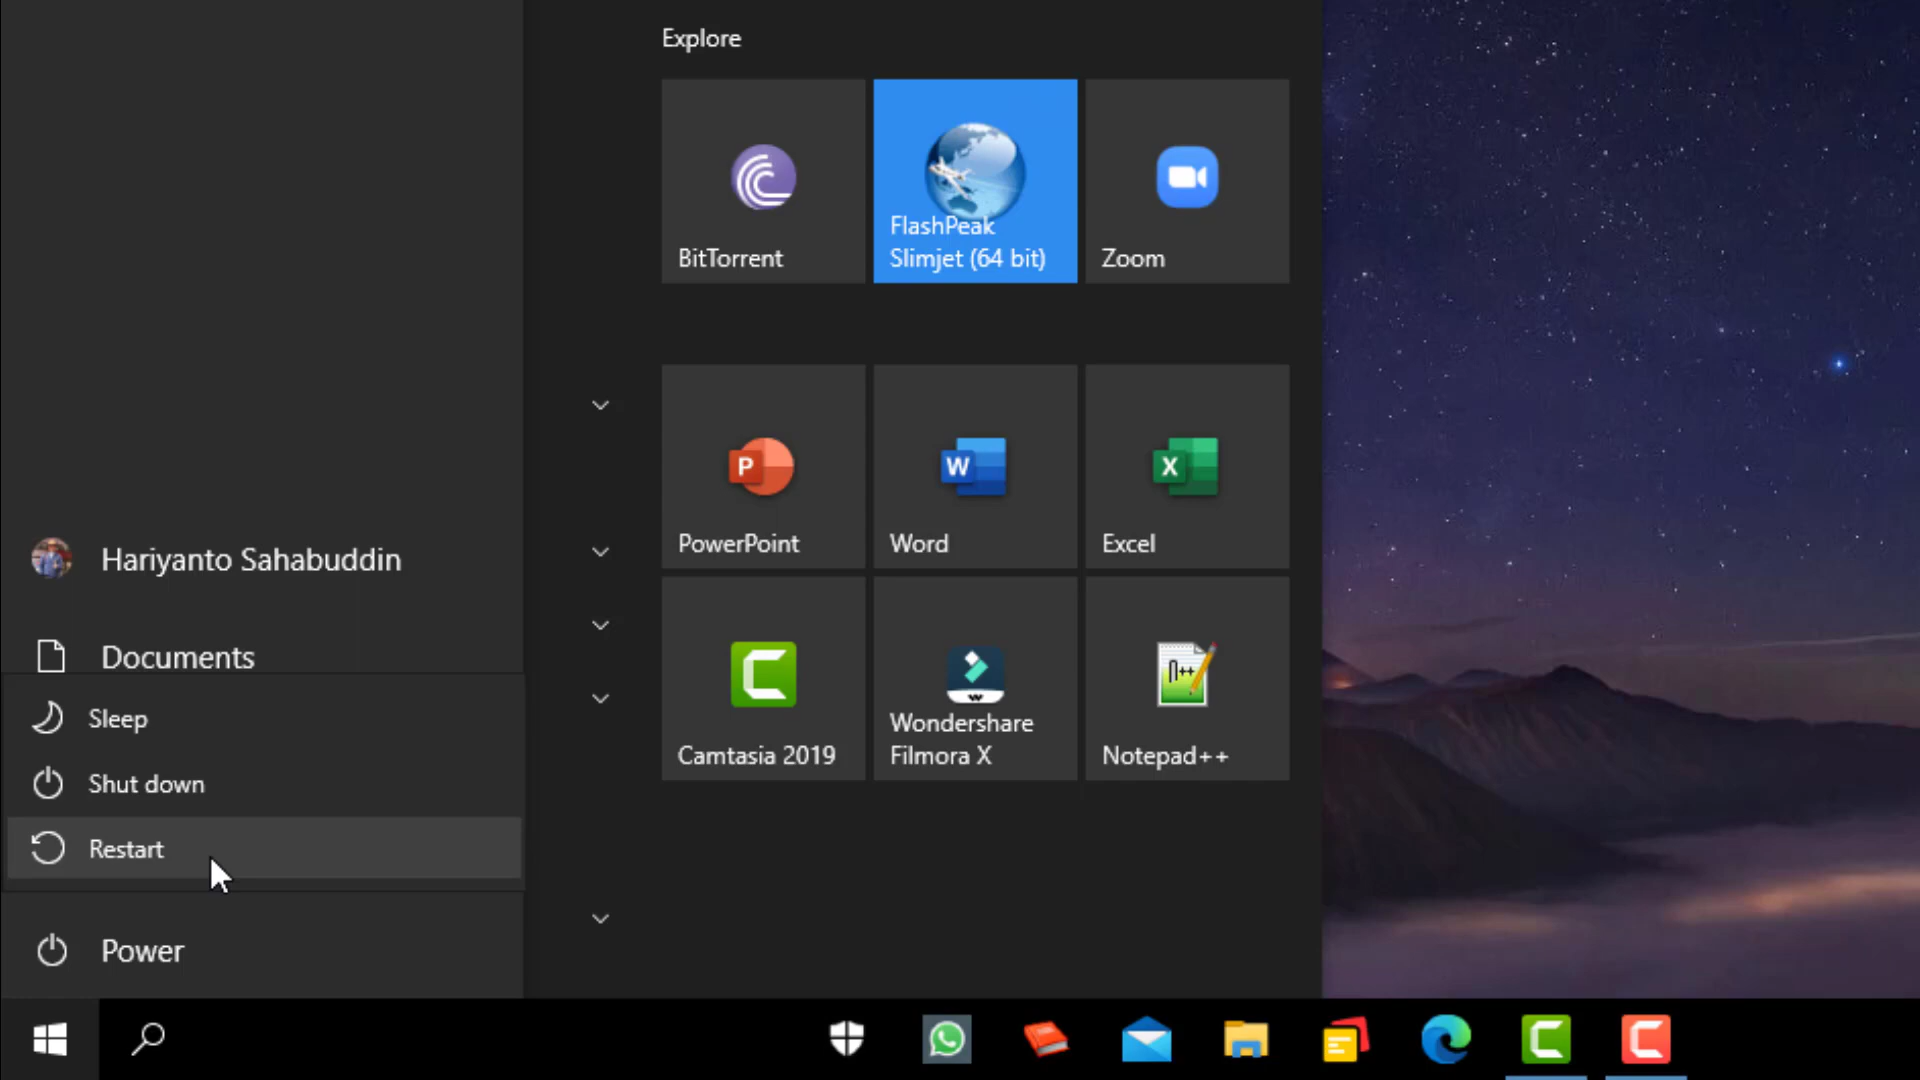 Explore
BitTorrent
FlashPeak
Slimjet (64 bit)
Zoom
P
PowerPoint
W
Word
X
Excel
Hariyanto Sahabuddin
Documents
n++
Camtasia 2019
Wondershare
Filmora X
Notepad++
Sleep
Shut down
Restart
Power